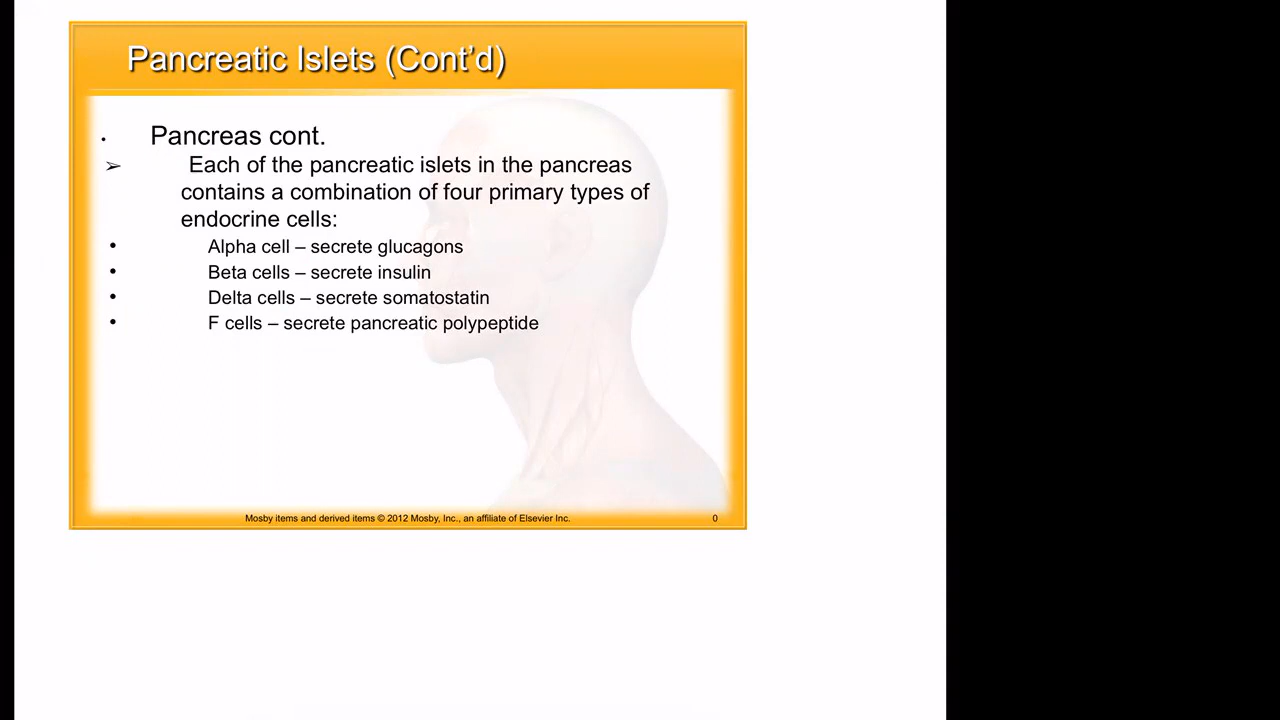 Pancreatic Islets (Cont’d)
• Pancreas cont.
➢ Each of the pancreatic islets in the pancreas
contains a combination of four primary types of
endocrine cells:
• Alpha cell – secrete glucagons
• Beta cells – secrete insulin
• Delta cells – secrete somatostatin
• F cells – secrete pancreatic polypeptide
Mosby items and derived items © 2012 Mosby, Inc., an affiliate of Elsevier Inc. 0